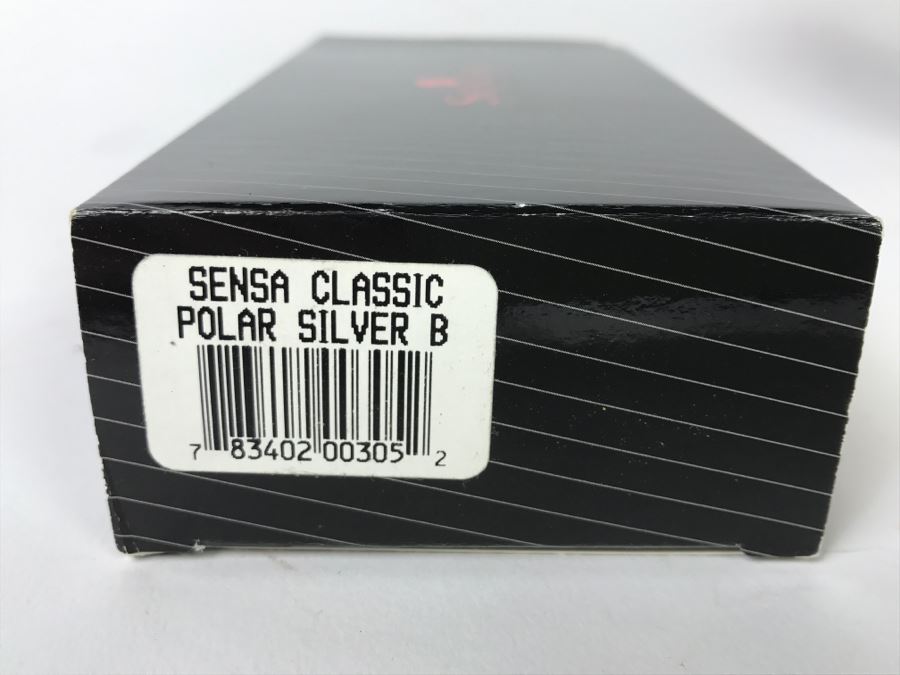 SENSA CLASSIC
POLAR SILVER B
7 83402 00305 2